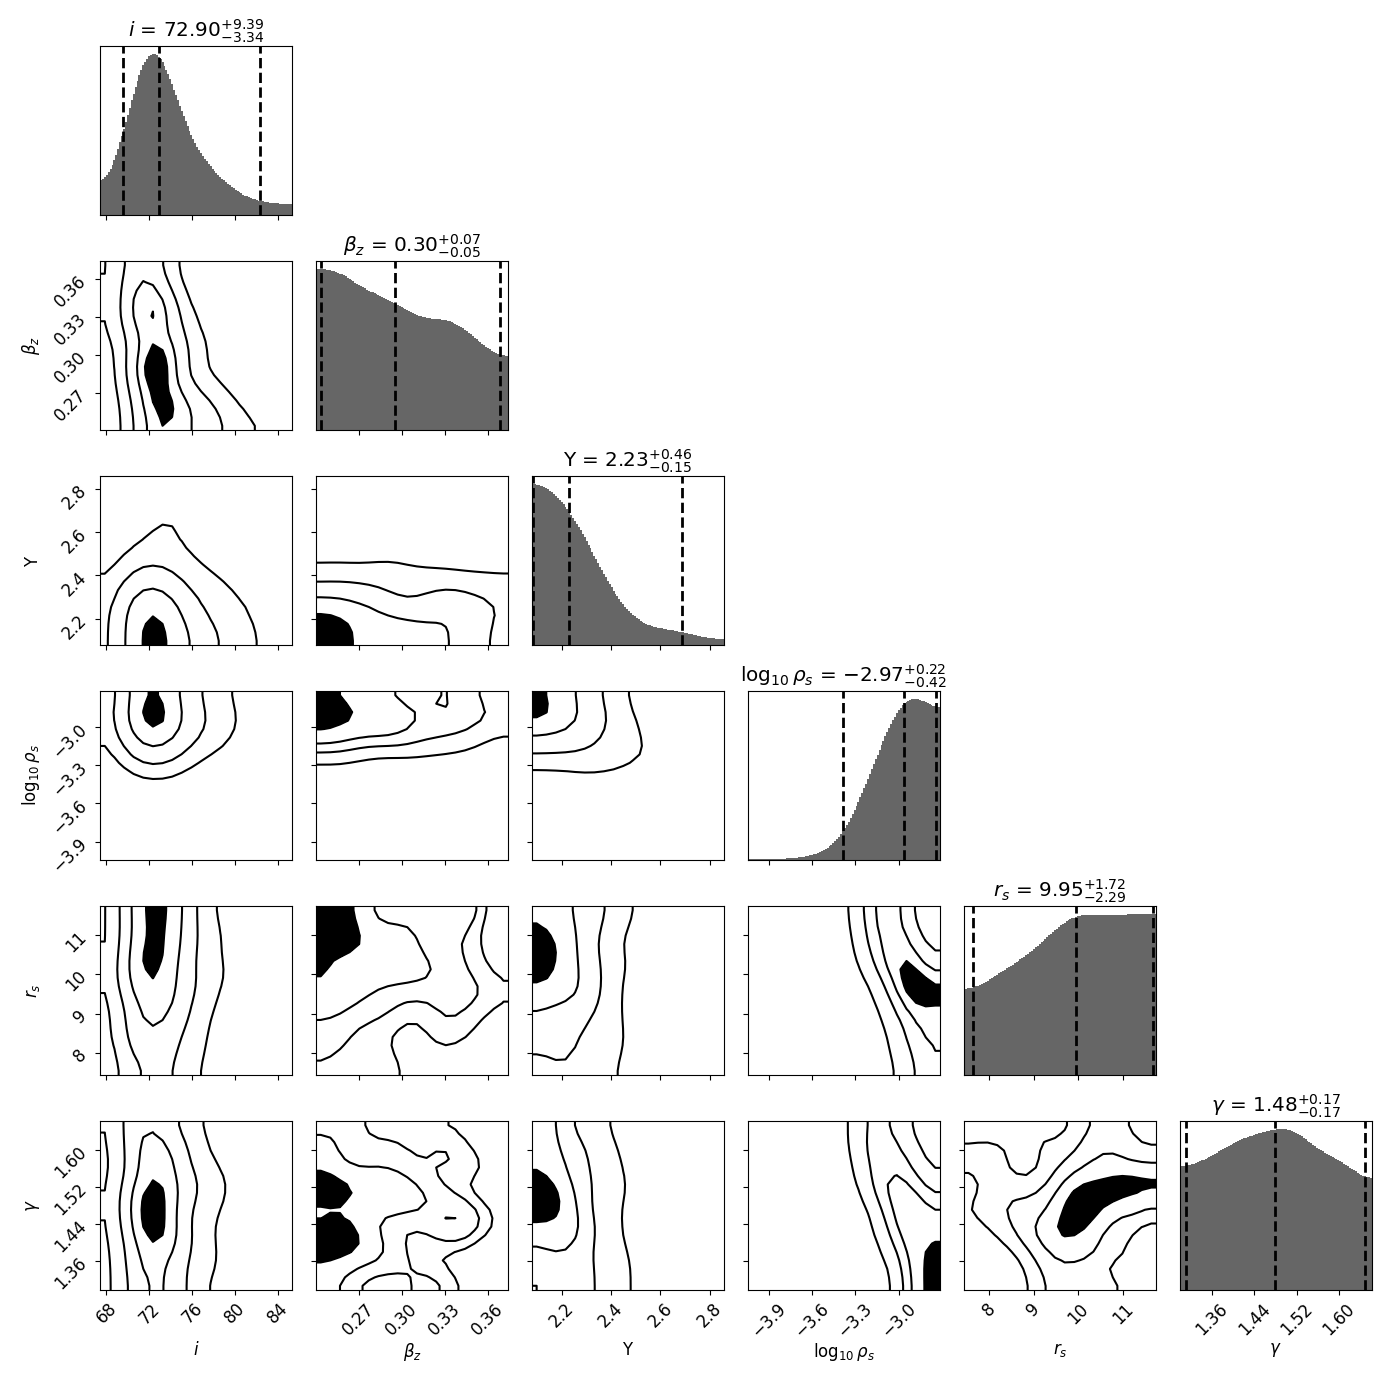 i = 72.90 +9.39 −3.34
0.36
0.33
0.30
0.27
β_z
β_z = 0.30 +0.07 −0.05
2.8
2.6
2.4
2.2
Y
Y = 2.23 +0.46 −0.15
−3.0
−3.3
−3.6
−3.9
log₁₀ ρ_s
log₁₀ ρ_s = −2.97 +0.22 −0.42
11
10
9
8
r_s
r_s = 9.95 +1.72 −2.29
1.60
1.52
1.44
1.36
γ
γ = 1.48 +0.17 −0.17
68 72 76 80 84
i
0.27 0.30 0.33 0.36
β_z
2.2 2.4 2.6 2.8
Y
−3.9 −3.6 −3.3 −3.0
log₁₀ ρ_s
8 9 10 11
r_s
1.36 1.44 1.52 1.60
γ